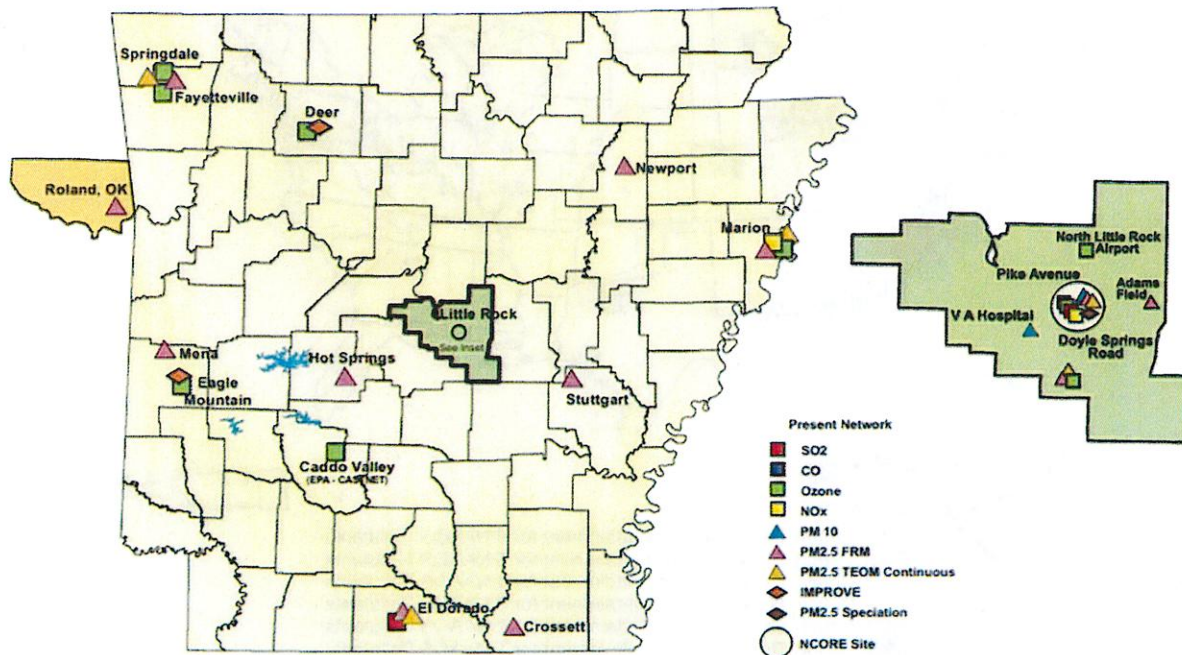 Springdale
Fayetteville
Deer
Newport
Roland, OK
Marion
Little Rock
See Inset
Mena
Hot Springs
Eagle
Mountain
Stuttgart
Caddo Valley
(EPA - CASTNET)
El Dorado
Crossett
North Little Rock
Airport
Pike Avenue
Adams
Field
V A Hospital
Doyle Springs
Road
Present Network
SO2
CO
Ozone
NOx
PM 10
PM2.5 FRM
PM2.5 TEOM Continuous
IMPROVE
PM2.5 Speciation
NCORE Site